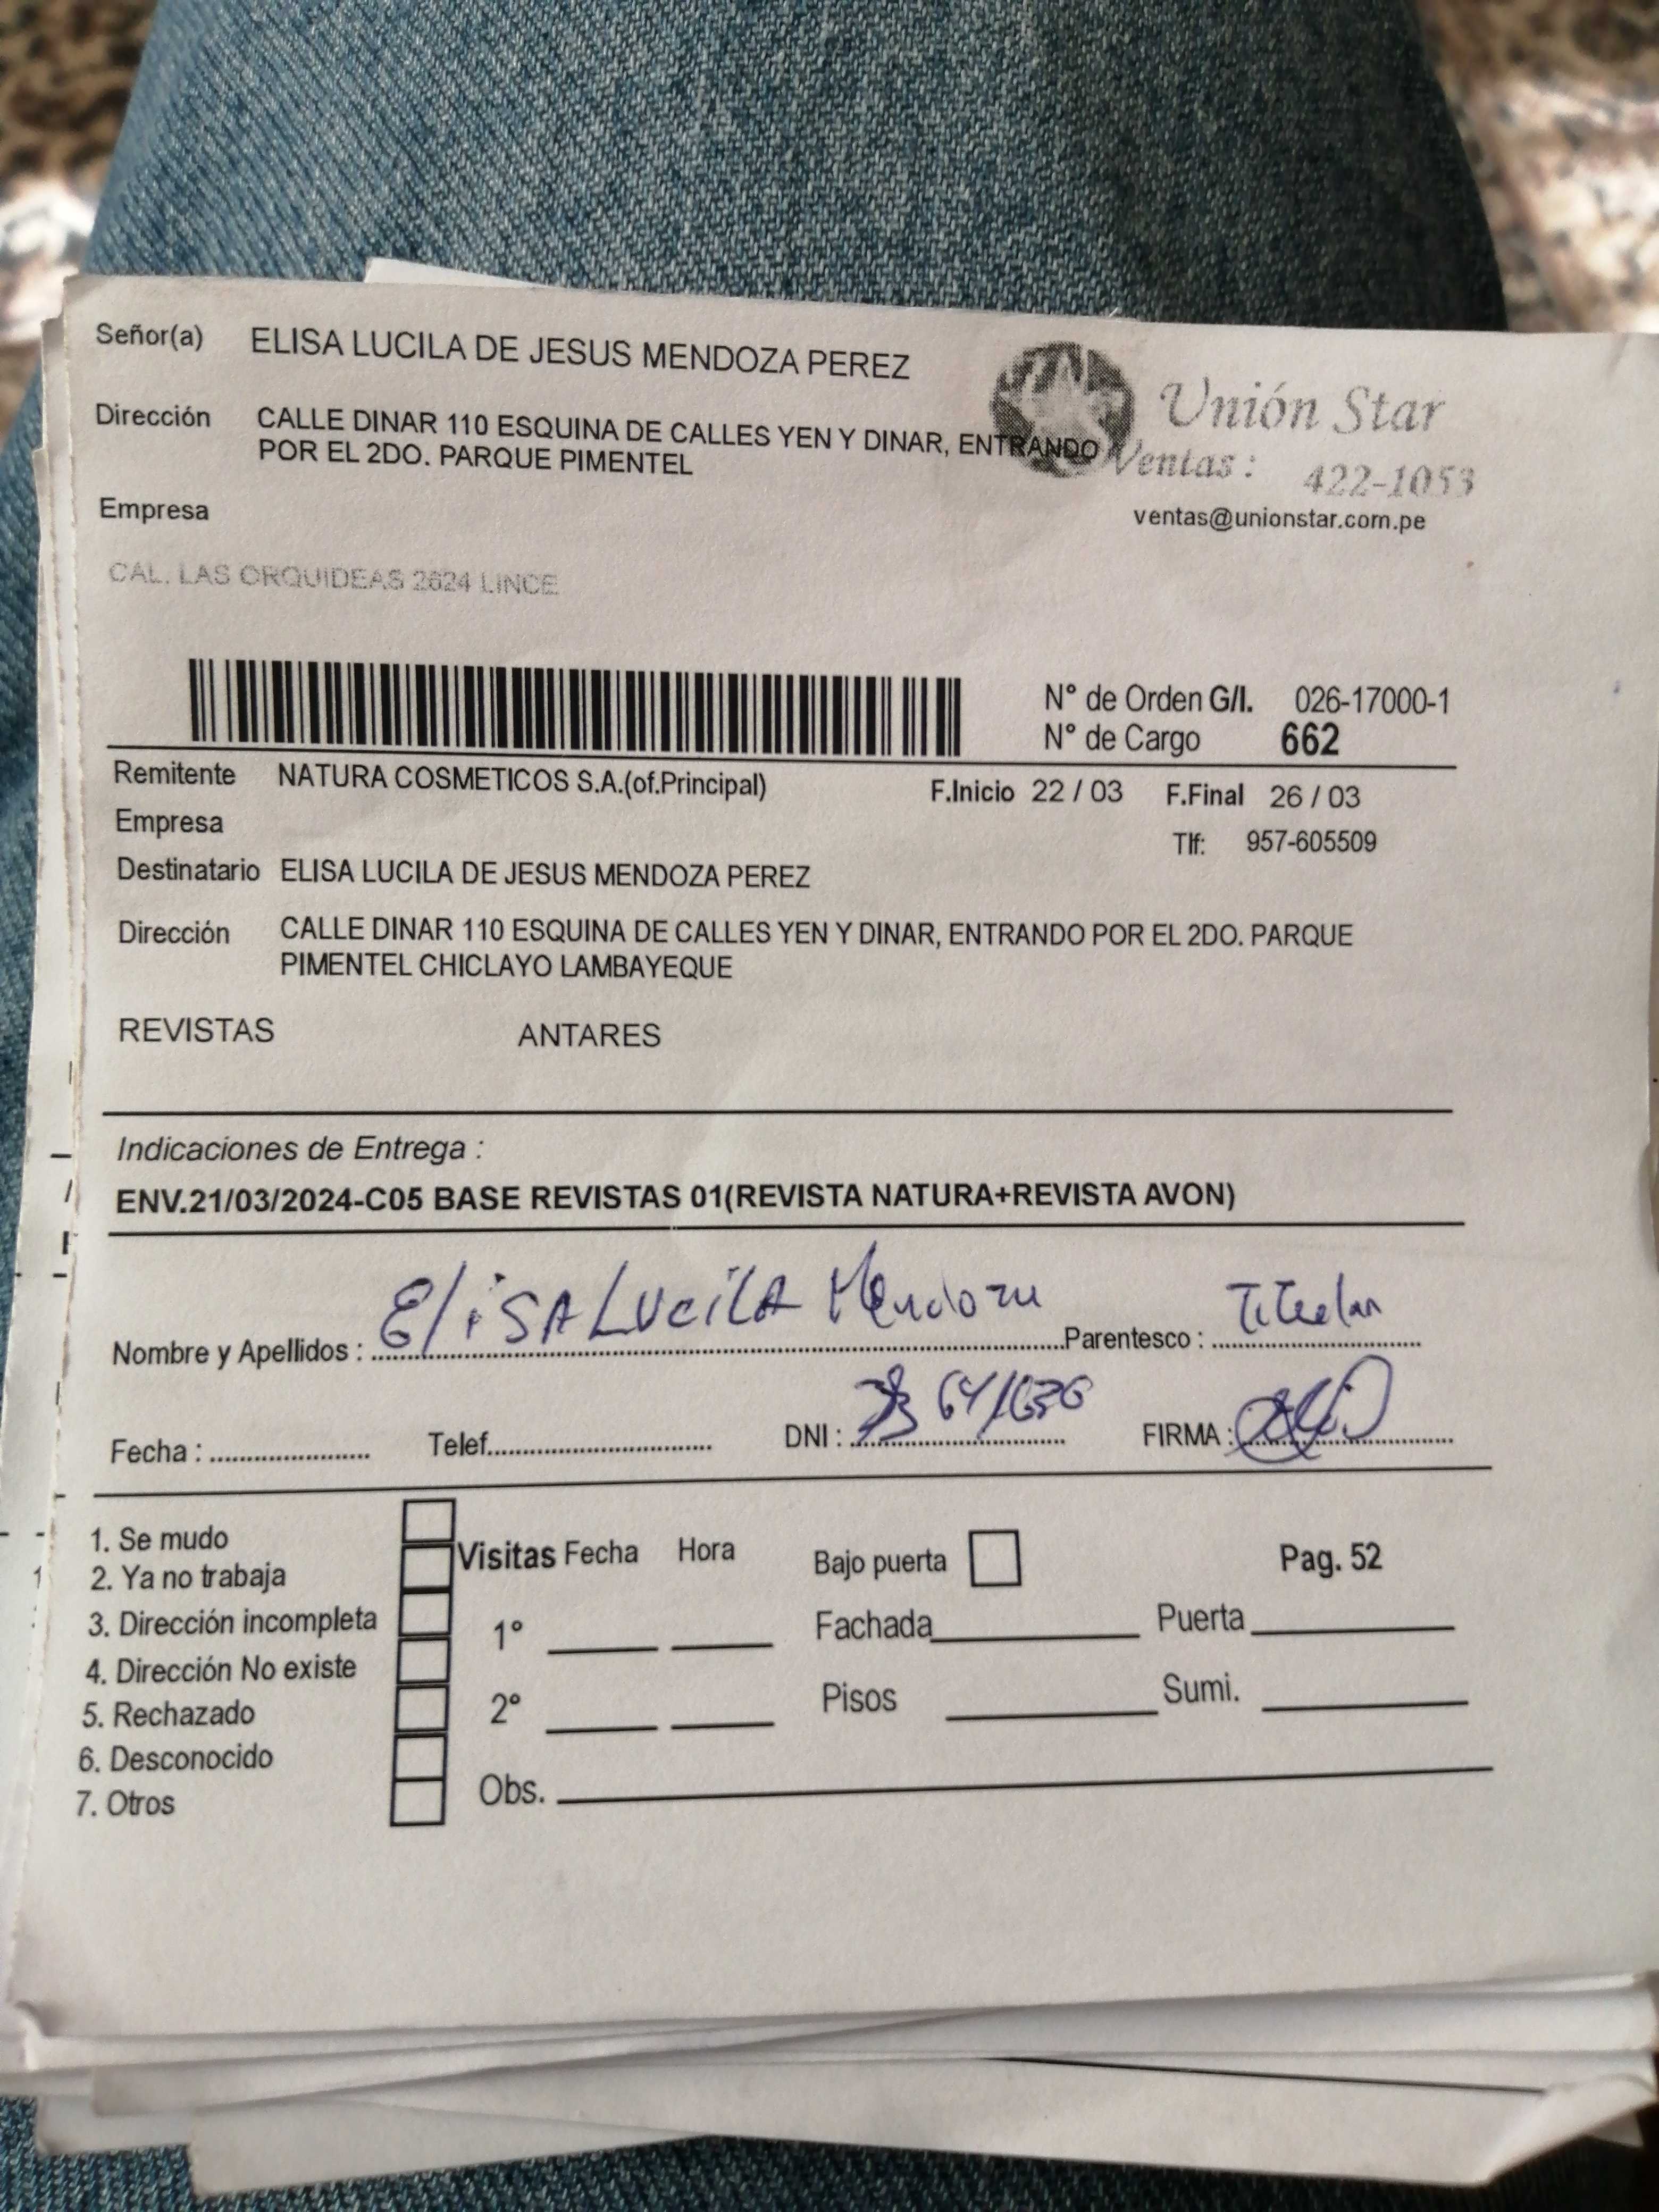 Señor(a) ELISA LUCILA DE JESUS MENDOZA PEREZ
Unión Star
Dirección CALLE DINAR 110 ESQUINA DE CALLES YEN Y DINAR, ENTRANDO
POR EL 2DO. PARQUE PIMENTEL
Ventas : 422-1053
Empresa
ventas@unionstar.com.pe
CAL. LAS ORQUIDEAS 2624 LINCE
N° de Orden G/I. 026-17000-1
N° de Cargo 662
Remitente NATURA COSMETICOS S.A.(of.Principal) F.Inicio 22 / 03 F.Final 26 / 03
Empresa Tlf: 957-605509
Destinatario ELISA LUCILA DE JESUS MENDOZA PEREZ
Dirección CALLE DINAR 110 ESQUINA DE CALLES YEN Y DINAR, ENTRANDO POR EL 2DO. PARQUE
PIMENTEL CHICLAYO LAMBAYEQUE
REVISTAS ANTARES
Indicaciones de Entrega :
ENV.21/03/2024-C05 BASE REVISTAS 01(REVISTA NATURA+REVISTA AVON)
Nombre y Apellidos : ElisA LUCilA Mendoza Parentesco : Titular
Fecha : Telef. DNI : FIRMA :
1. Se mudo
2. Ya no trabaja
3. Dirección incompleta
4. Dirección No existe
5. Rechazado
6. Desconocido
7. Otros
Visitas Fecha Hora Bajo puerta Pag. 52
1° Fachada Puerta
2° Pisos Sumi.
Obs.